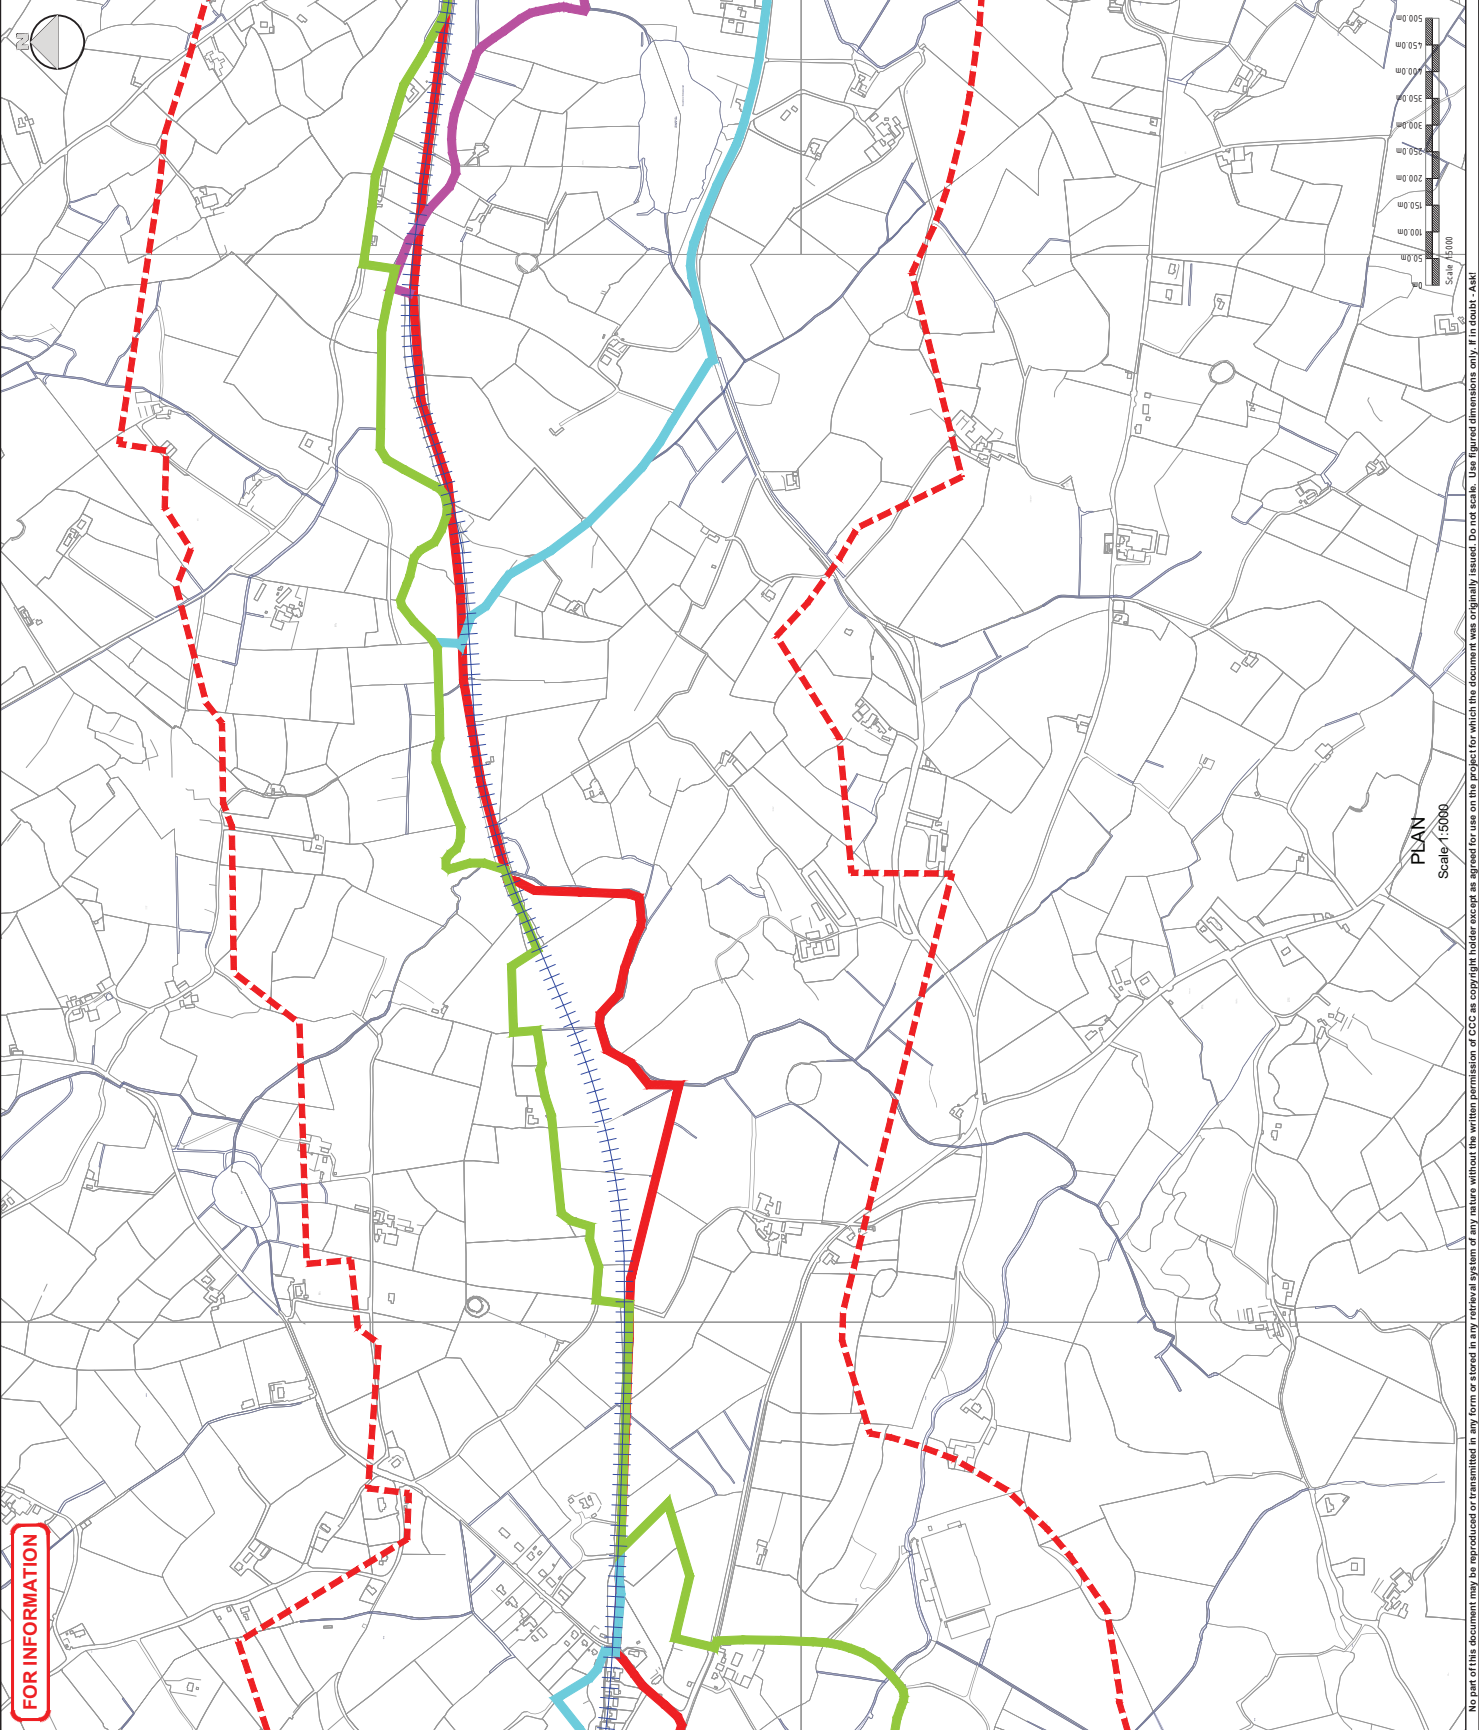 N
FOR INFORMATION
0m 50.0m 100.0m 150.0m 200.0m 250.0m 300.0m 350.0m 400.0m 450.0m 500.0m
Scale 1:5000
PLAN
Scale 1:5000
No part of this document may be reproduced or transmitted in any form or stored in any retrieval system of any nature without the written permission of CCC as copyright holder except as agreed for use on the project for which the document was originally issued. Do not scale. Use figured dimensions only. If in doubt - Ask!